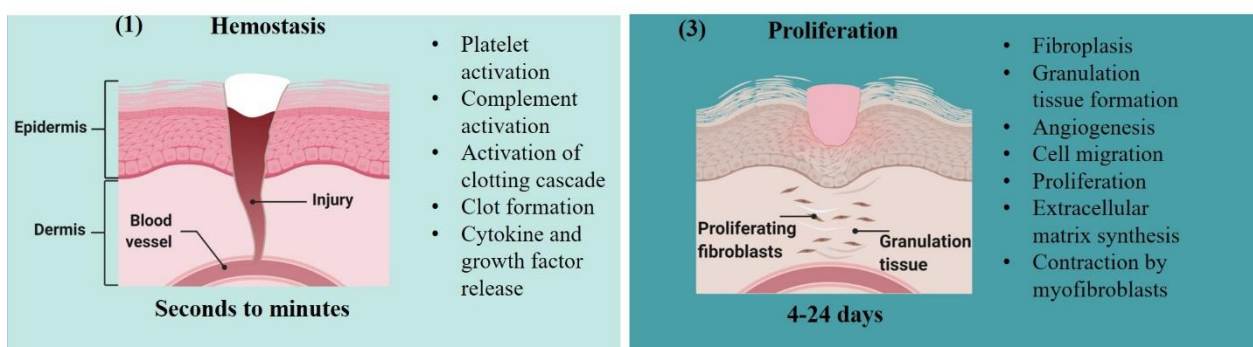 (1) Hemostasis
Epidermis
Dermis
Injury
Blood
vessel
Seconds to minutes
• Platelet
activation
• Complement
activation
• Activation of
clotting cascade
• Clot formation
• Cytokine and
growth factor
release
(3) Proliferation
Proliferating
fibroblasts
Granulation
tissue
4-24 days
• Fibroplasis
• Granulation
tissue formation
• Angiogenesis
• Cell migration
• Proliferation
• Extracellular
matrix synthesis
• Contraction by
myofibroblasts